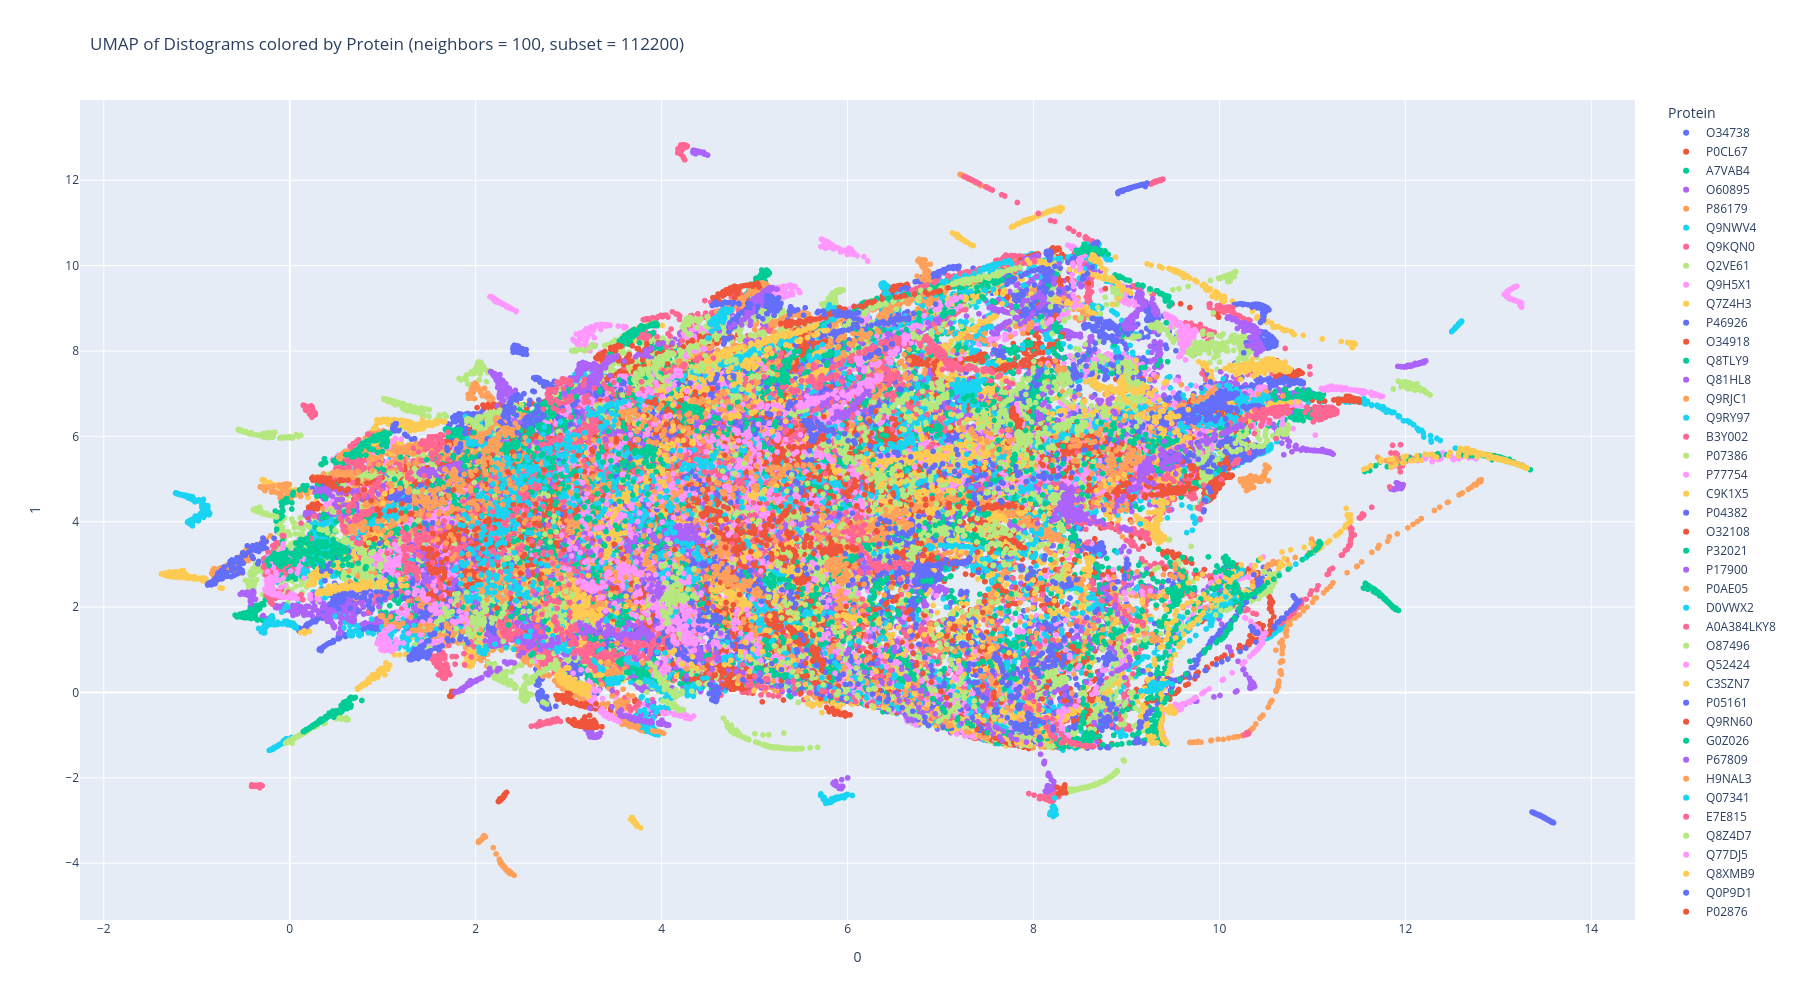 UMAP of Distograms colored by Protein (neighbors = 100, subset = 112200)
Protein
O34738
P0CL67
A7VAB4
O60895
P86179
Q9NWV4
Q9KQN0
Q2VE61
Q9H5X1
Q7Z4H3
P46926
O34918
Q8TLY9
Q81HL8
Q9RJC1
Q9RY97
B3Y002
P07386
P77754
C9K1X5
P04382
O32108
P32021
P17900
P0AE05
D0VWX2
A0A384LKY8
O87496
Q52424
C3SZN7
P05161
Q9RN60
G0Z026
P67809
H9NAL3
Q07341
E7E815
Q8Z4D7
Q77DJ5
Q8XMB9
Q0P9D1
P02876
12
10
8
6
4
2
0
−2
−4
1
−2 0 2 4 6 8 10 12 14
0